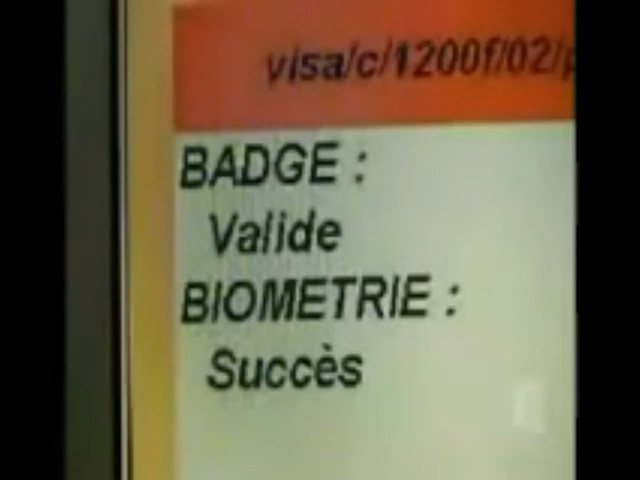 visa/c/1200f/02/
BADGE :
Valide
BIOMETRIE :
Succès